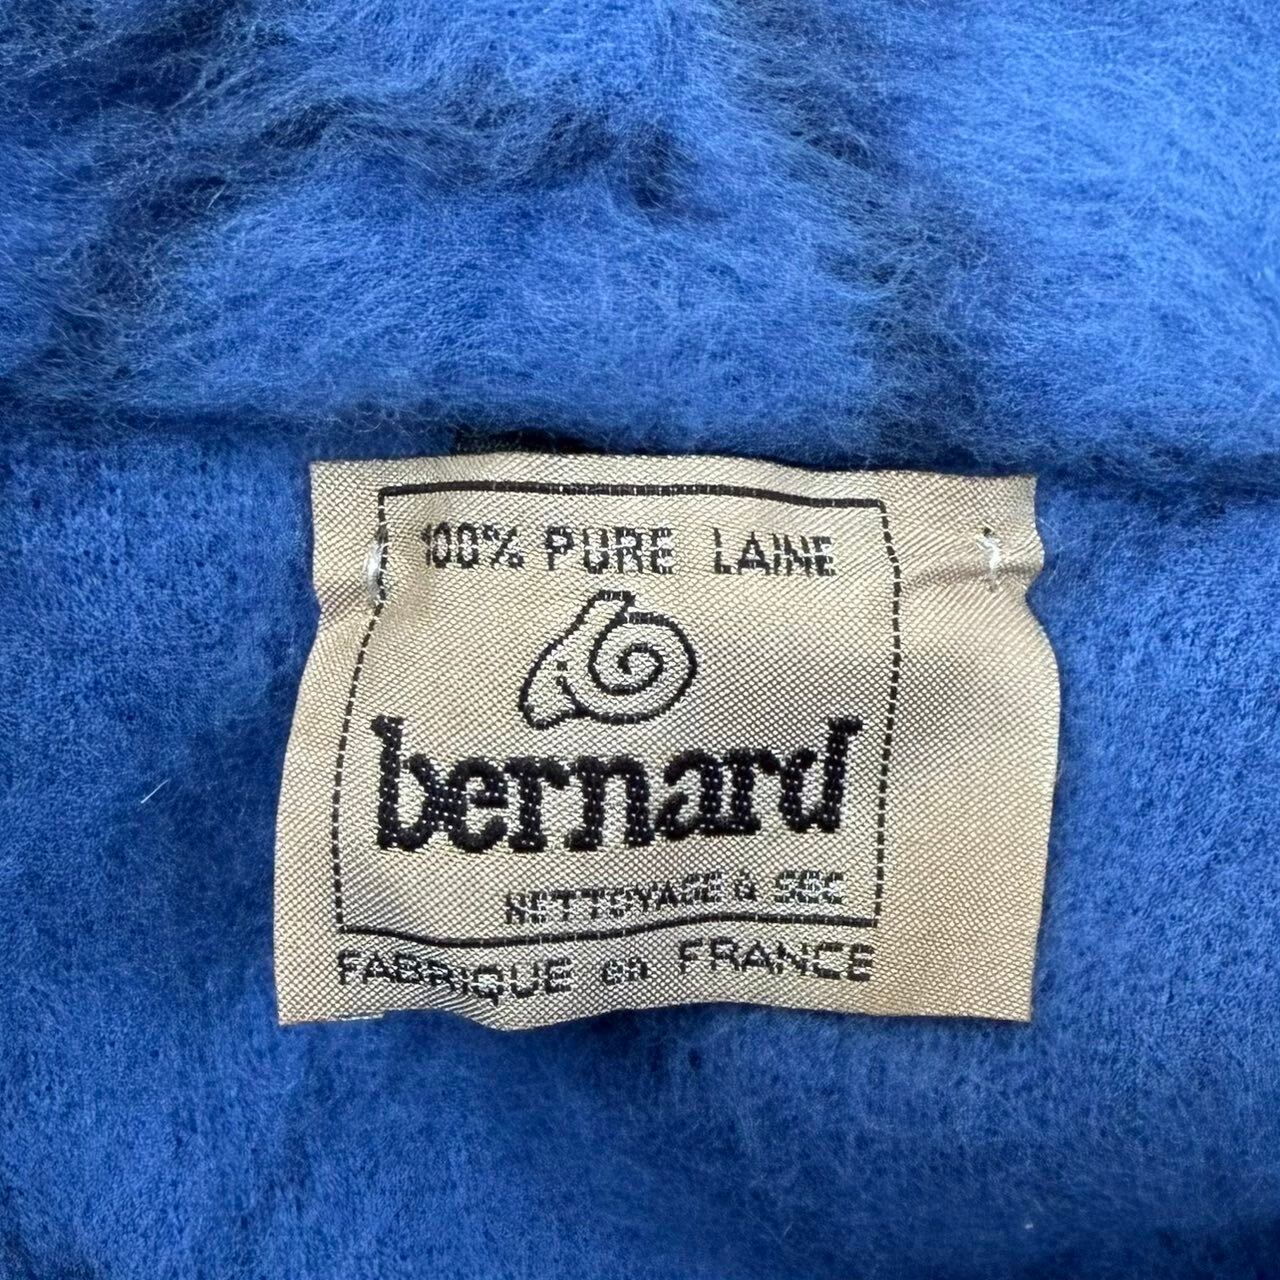 100% PURE LAINE
bernard
NETTOYAGE à SEC
FABRIQUE en FRANCE